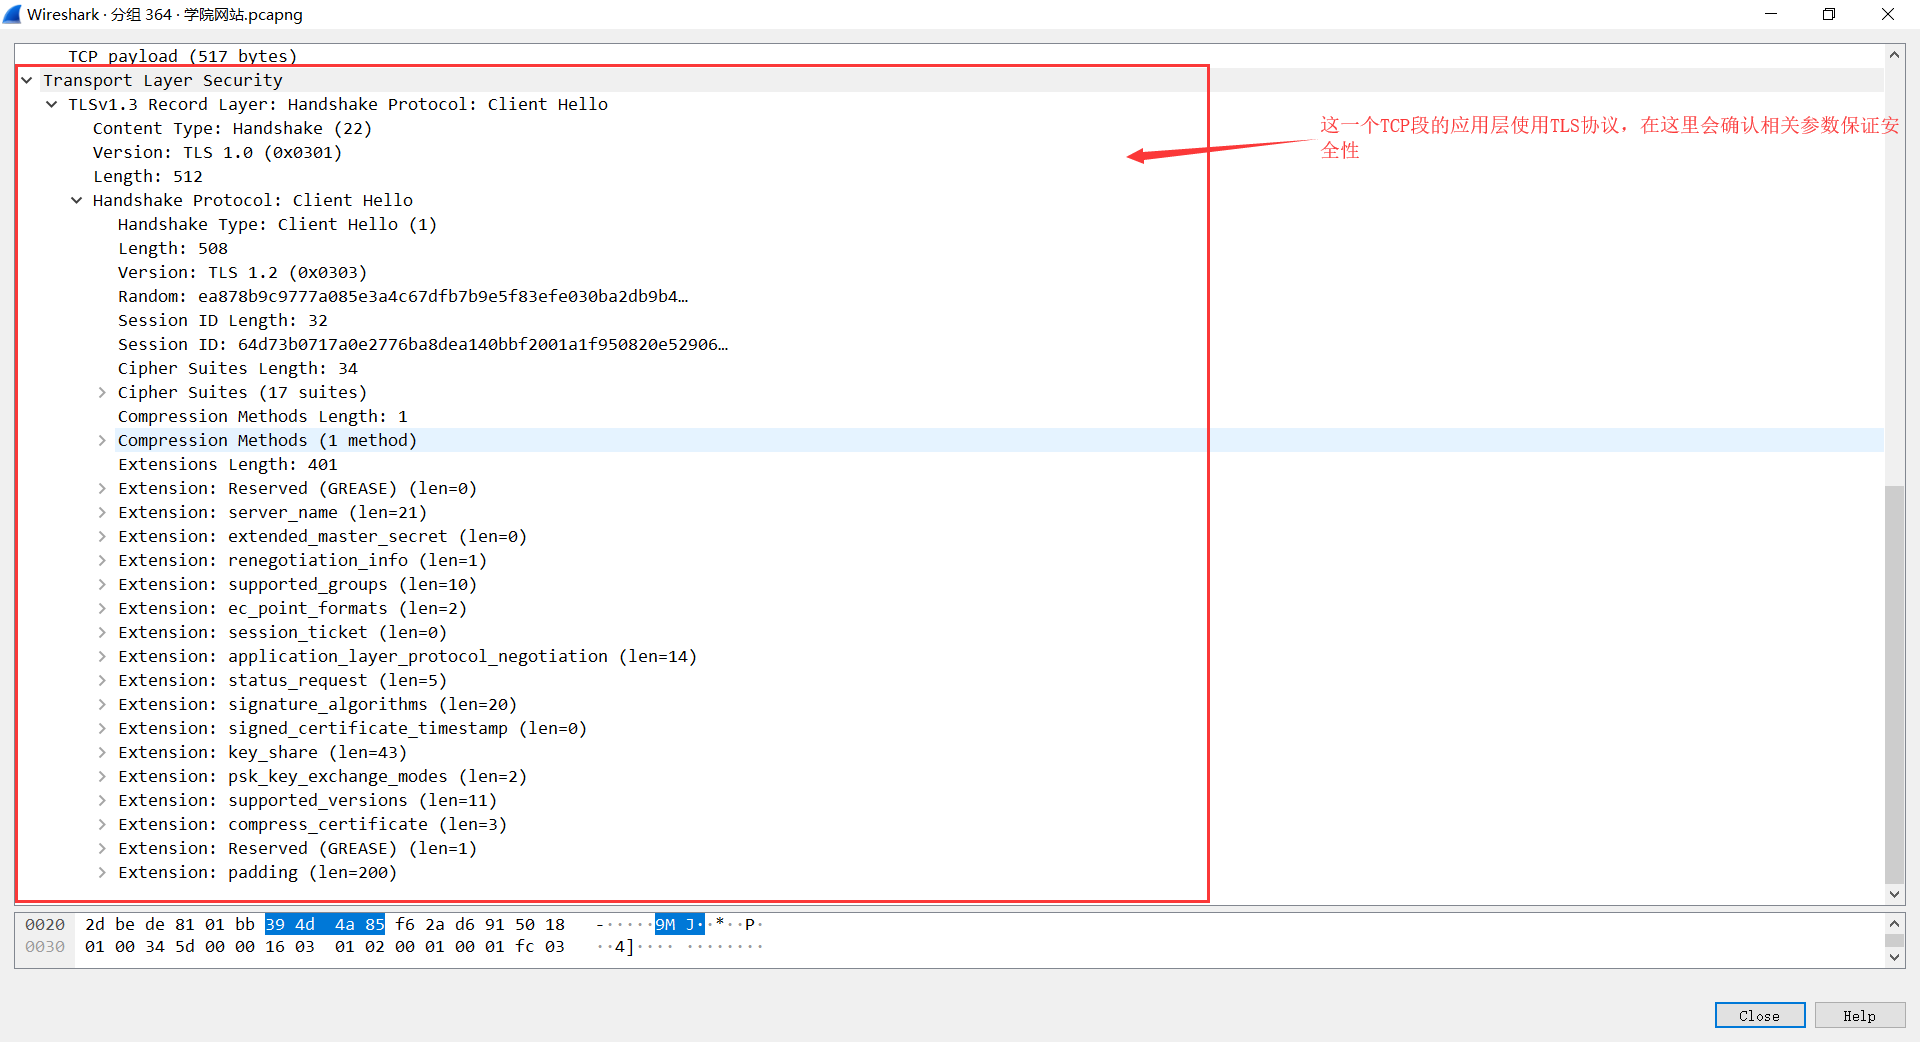 Wireshark · 分组 364 · 学院网站.pcapng
TCP payload (517 bytes)
Transport Layer Security
TLSv1.3 Record Layer: Handshake Protocol: Client Hello
Content Type: Handshake (22)
Version: TLS 1.0 (0x0301)
Length: 512
Handshake Protocol: Client Hello
Handshake Type: Client Hello (1)
Length: 508
Version: TLS 1.2 (0x0303)
Random: ea878b9c9777a085e3a4c67dfb7b9e5f83efe030ba2db9b4…
Session ID Length: 32
Session ID: 64d73b0717a0e2776ba8dea140bbf2001a1f950820e52906…
Cipher Suites Length: 34
Cipher Suites (17 suites)
Compression Methods Length: 1
Compression Methods (1 method)
Extensions Length: 401
Extension: Reserved (GREASE) (len=0)
Extension: server_name (len=21)
Extension: extended_master_secret (len=0)
Extension: renegotiation_info (len=1)
Extension: supported_groups (len=10)
Extension: ec_point_formats (len=2)
Extension: session_ticket (len=0)
Extension: application_layer_protocol_negotiation (len=14)
Extension: status_request (len=5)
Extension: signature_algorithms (len=20)
Extension: signed_certificate_timestamp (len=0)
Extension: key_share (len=43)
Extension: psk_key_exchange_modes (len=2)
Extension: supported_versions (len=11)
Extension: compress_certificate (len=3)
Extension: Reserved (GREASE) (len=1)
Extension: padding (len=200)
这一个TCP段的应用层使用TLS协议，在这里会确认相关参数保证安
全性
0020 2d be de 81 01 bb 39 4d 4a 85 f6 2a d6 91 50 18 -·····9M J··*··P·
0030 01 00 34 5d 00 00 16 03 01 02 00 01 00 01 fc 03 ··4]···· ········
Close
Help